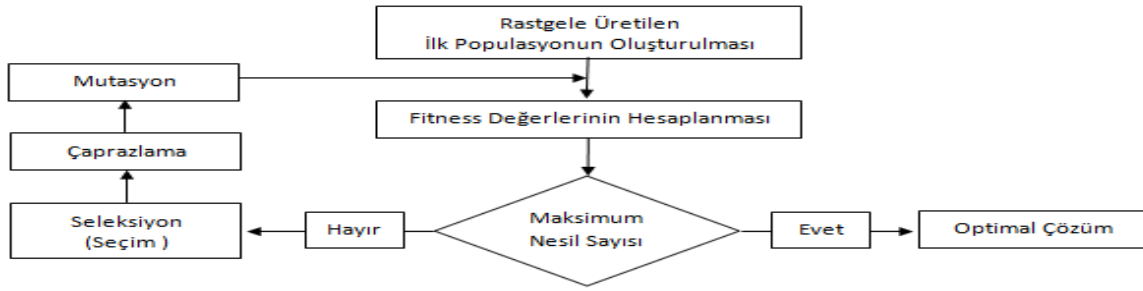 Rastgele Üretilen
İlk Populasyonun Oluşturulması
Mutasyon
Fitness Değerlerinin Hesaplanması
Çaprazlama
Seleksiyon
(Seçim )
Hayır
Maksimum
Nesil Sayısı
Evet
Optimal Çözüm